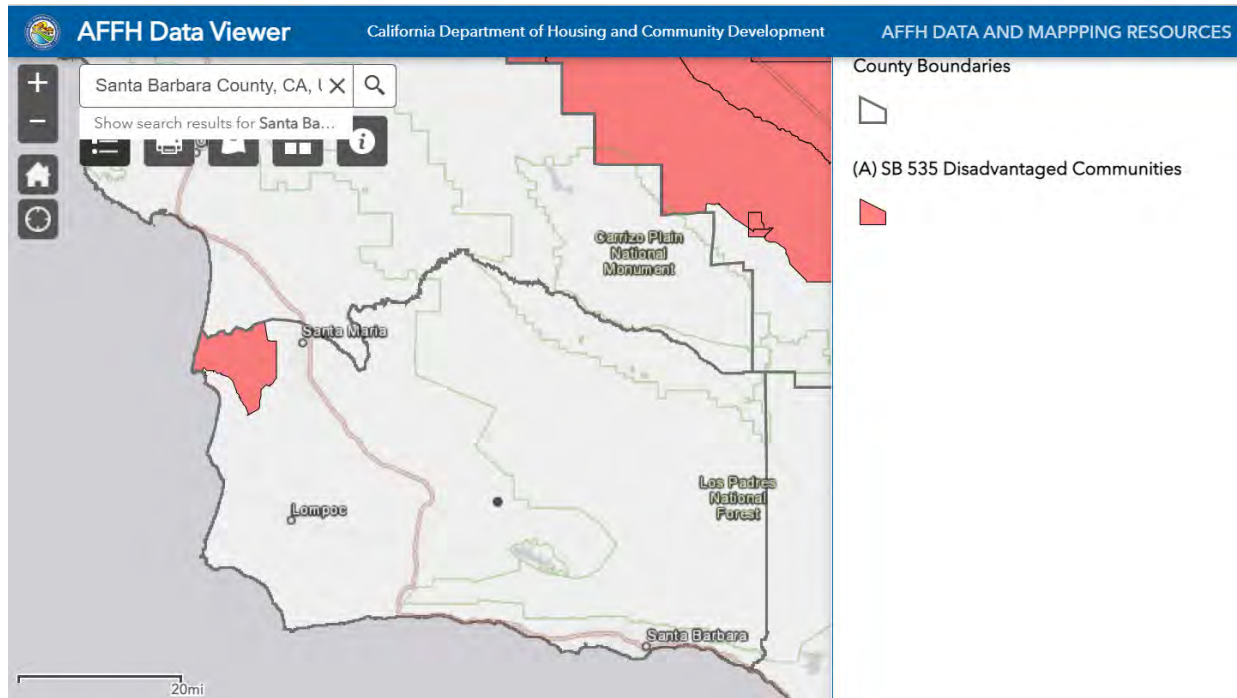 AFFH Data Viewer
California Department of Housing and Community Development
AFFH DATA AND MAPPPING RESOURCES
+
Santa Barbara County, CA, U
Show search results for Santa Ba...
−
County Boundaries
(A) SB 535 Disadvantaged Communities
Carrizo Plain
National
Monument
Santa Maria
Los Padres
National
Forest
Lompoc
Santa Barbara
20mi